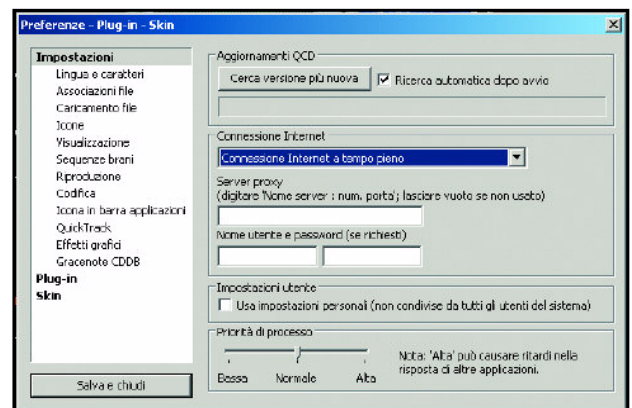 Preferenze - Plug-in - Skin
Impostazioni
Lingua e caratteri
Associazioni file
Caricamento file
Icone
Visualizzazione
Sequenze brani
Riproduzione
Codifica
Icona in barra applicazioni
QuickTrack
Effetti grafici
Gracenote CDDB
Plug-in
Skin
Salva e chiudi
Aggiornamenti QCD
Cerca versione più nuova
Ricerca automatica dopo avvio
Connessione Internet
Connessione Internet a tempo pieno
Server proxy
(digitare 'Nome server : num. porta'; lasciare vuoto se non usato)
Nome utente e password (se richiesti)
Impostazioni utente
Usa impostazioni personali (non condivise da tutti gli utenti del sistema)
Priorità di processo
Bassa Normale Alta
Nota: 'Alta' può causare ritardi nella
risposta di altre applicazioni.